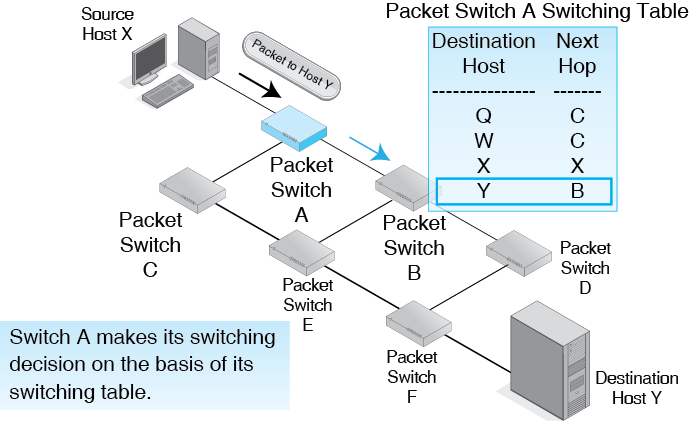 Packet Switch A Switching Table
Source
Host X
Packet to Host Y
Destination Next
Host Hop
---------------- -------
Q C
W C
X X
Y B
Packet
Switch
A
Packet
Switch
B
Packet
Switch
C
Packet
Switch
D
Packet
Switch
E
Packet
Switch
F
Switch A makes its switching
decision on the basis of its
switching table.
Destination
Host Y